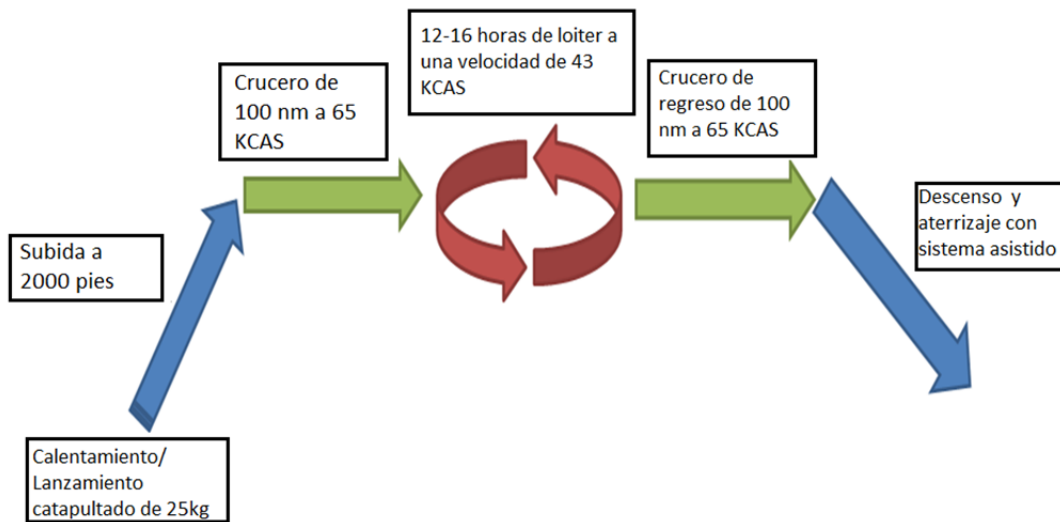 Calentamiento/
Lanzamiento
catapultado de 25kg
Subida a
2000 pies
Crucero de
100 nm a 65
KCAS
12-16 horas de loiter a
una velocidad de 43
KCAS
Crucero de
regreso de 100
nm a 65 KCAS
Descenso y
aterrizaje con
sistema asistido